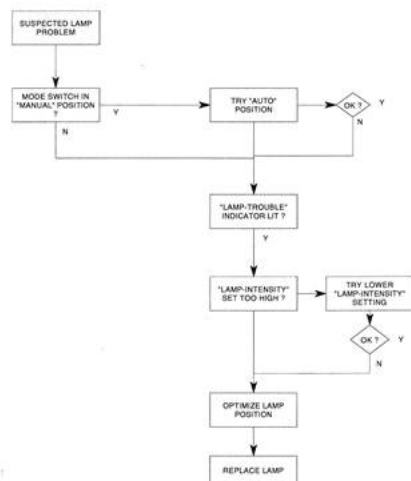 SUSPECTED LAMP
PROBLEM
MODE SWITCH IN
"MANUAL" POSITION
?
Y
N
TRY "AUTO"
POSITION
OK ?
Y
N
"LAMP-TROUBLE"
INDICATOR LIT ?
Y
"LAMP-INTENSITY"
SET TOO HIGH ?
TRY LOWER
"LAMP-INTENSITY"
SETTING
OK ?
Y
N
OPTIMIZE LAMP
POSITION
REPLACE LAMP